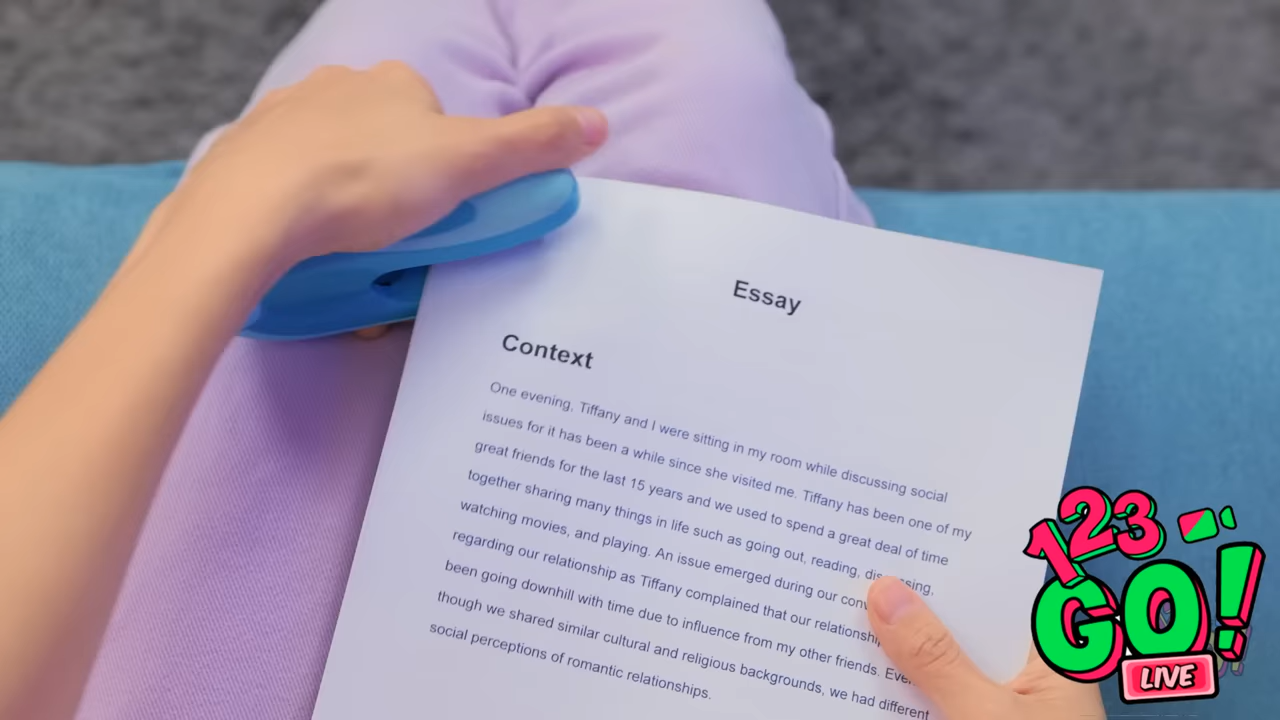 Essay
Context
One evening, Tiffany and I were sitting in my room while discussing social
issues for it has been a while since she visited me. Tiffany has been one of my
great friends for the last 15 years and we used to spend a great deal of time
together sharing many things in life such as going out, reading,
watching movies, and playing. An issue emerged during our
regarding our relationship as Tiffany complained that our
been going downhill with time due to influence from my other friends.
though we shared similar cultural and religious backgrounds, we had different
social perceptions of romantic relationships.
123
GO!
LIVE